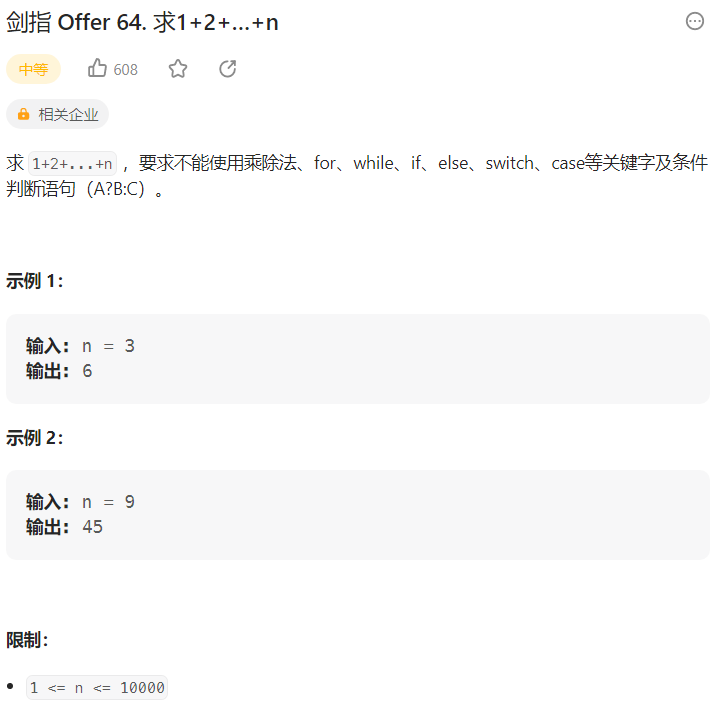 剑指 Offer 64. 求1+2+…+n
中等 608
相关企业
求 1+2+...+n ，要求不能使用乘除法、for、while、if、else、switch、case等关键字及条件
判断语句（A?B:C）。
示例 1：
输入: n = 3
输出: 6
示例 2：
输入: n = 9
输出: 45
限制：
1 <= n <= 10000